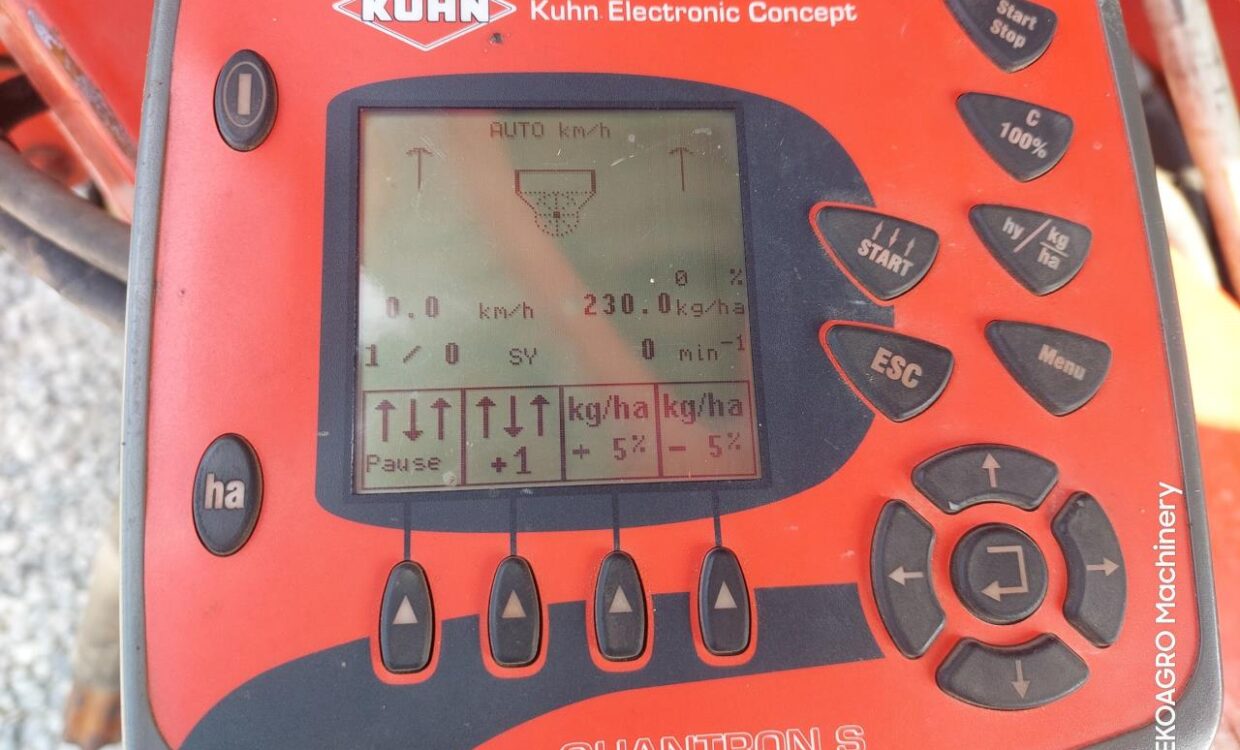 KUHN
Kuhn Electronic Concept
Start
Stop
AUTO km/h
C
100%
hy/kg
ha
START
0 %
0.0 km/h 230.0 kg/ha
1 / 0 SY 0 min⁻¹
ESC
Menu
kg/ha kg/ha
Pause +1 + 5% - 5%
ha
QUANTRON S
EKOAGRO Machinery